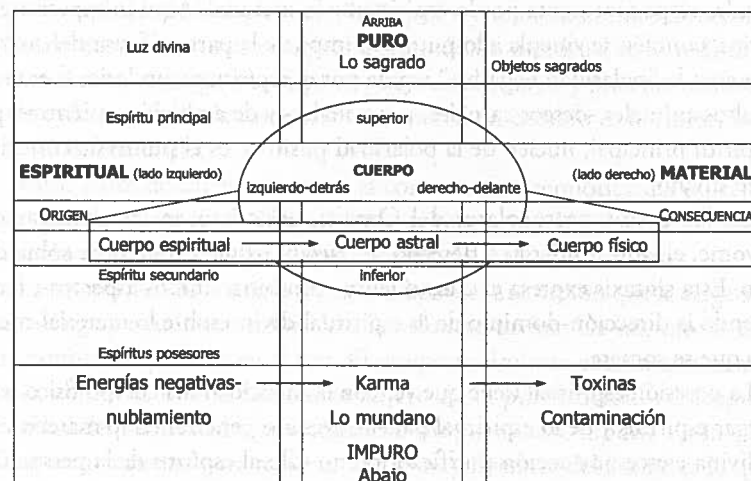 ARRIBA
Luz divina
PURO
Lo sagrado
Objetos sagrados
Espíritu principal
superior
ESPIRITUAL (lado izquierdo)
CUERPO
(lado derecho) MATERIAL
izquierdo-detrás
derecho-delante
ORIGEN
CONSECUENCIA
Cuerpo espiritual
Cuerpo astral
Cuerpo físico
Espíritu secundario
inferior
Espíritus posesores
Energías negativas-
Karma
Toxinas
nublamiento
Lo mundano
Contaminación
IMPURO
Abajo